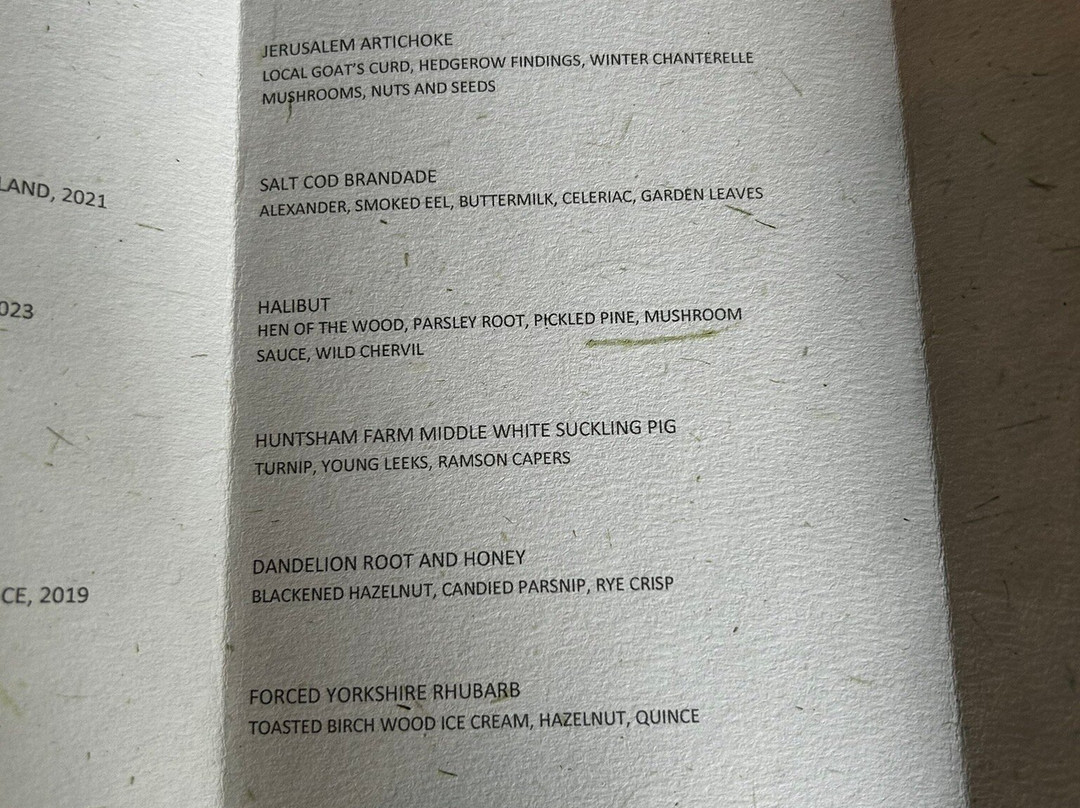 JERUSALEM ARTICHOKE
LOCAL GOAT'S CURD, HEDGEROW FINDINGS, WINTER CHANTERELLE
MUSHROOMS, NUTS AND SEEDS
LAND, 2021
SALT COD BRANDADE
ALEXANDER, SMOKED EEL, BUTTERMILK, CELERIAC, GARDEN LEAVES
023
HALIBUT
HEN OF THE WOOD, PARSLEY ROOT, PICKLED PINE, MUSHROOM
SAUCE, WILD CHERVIL
HUNTSHAM FARM MIDDLE WHITE SUCKLING PIG
TURNIP, YOUNG LEEKS, RAMSON CAPERS
DANDELION ROOT AND HONEY
BLACKENED HAZELNUT, CANDIED PARSNIP, RYE CRISP
CE, 2019
FORCED YORKSHIRE RHUBARB
TOASTED BIRCH WOOD ICE CREAM, HAZELNUT, QUINCE